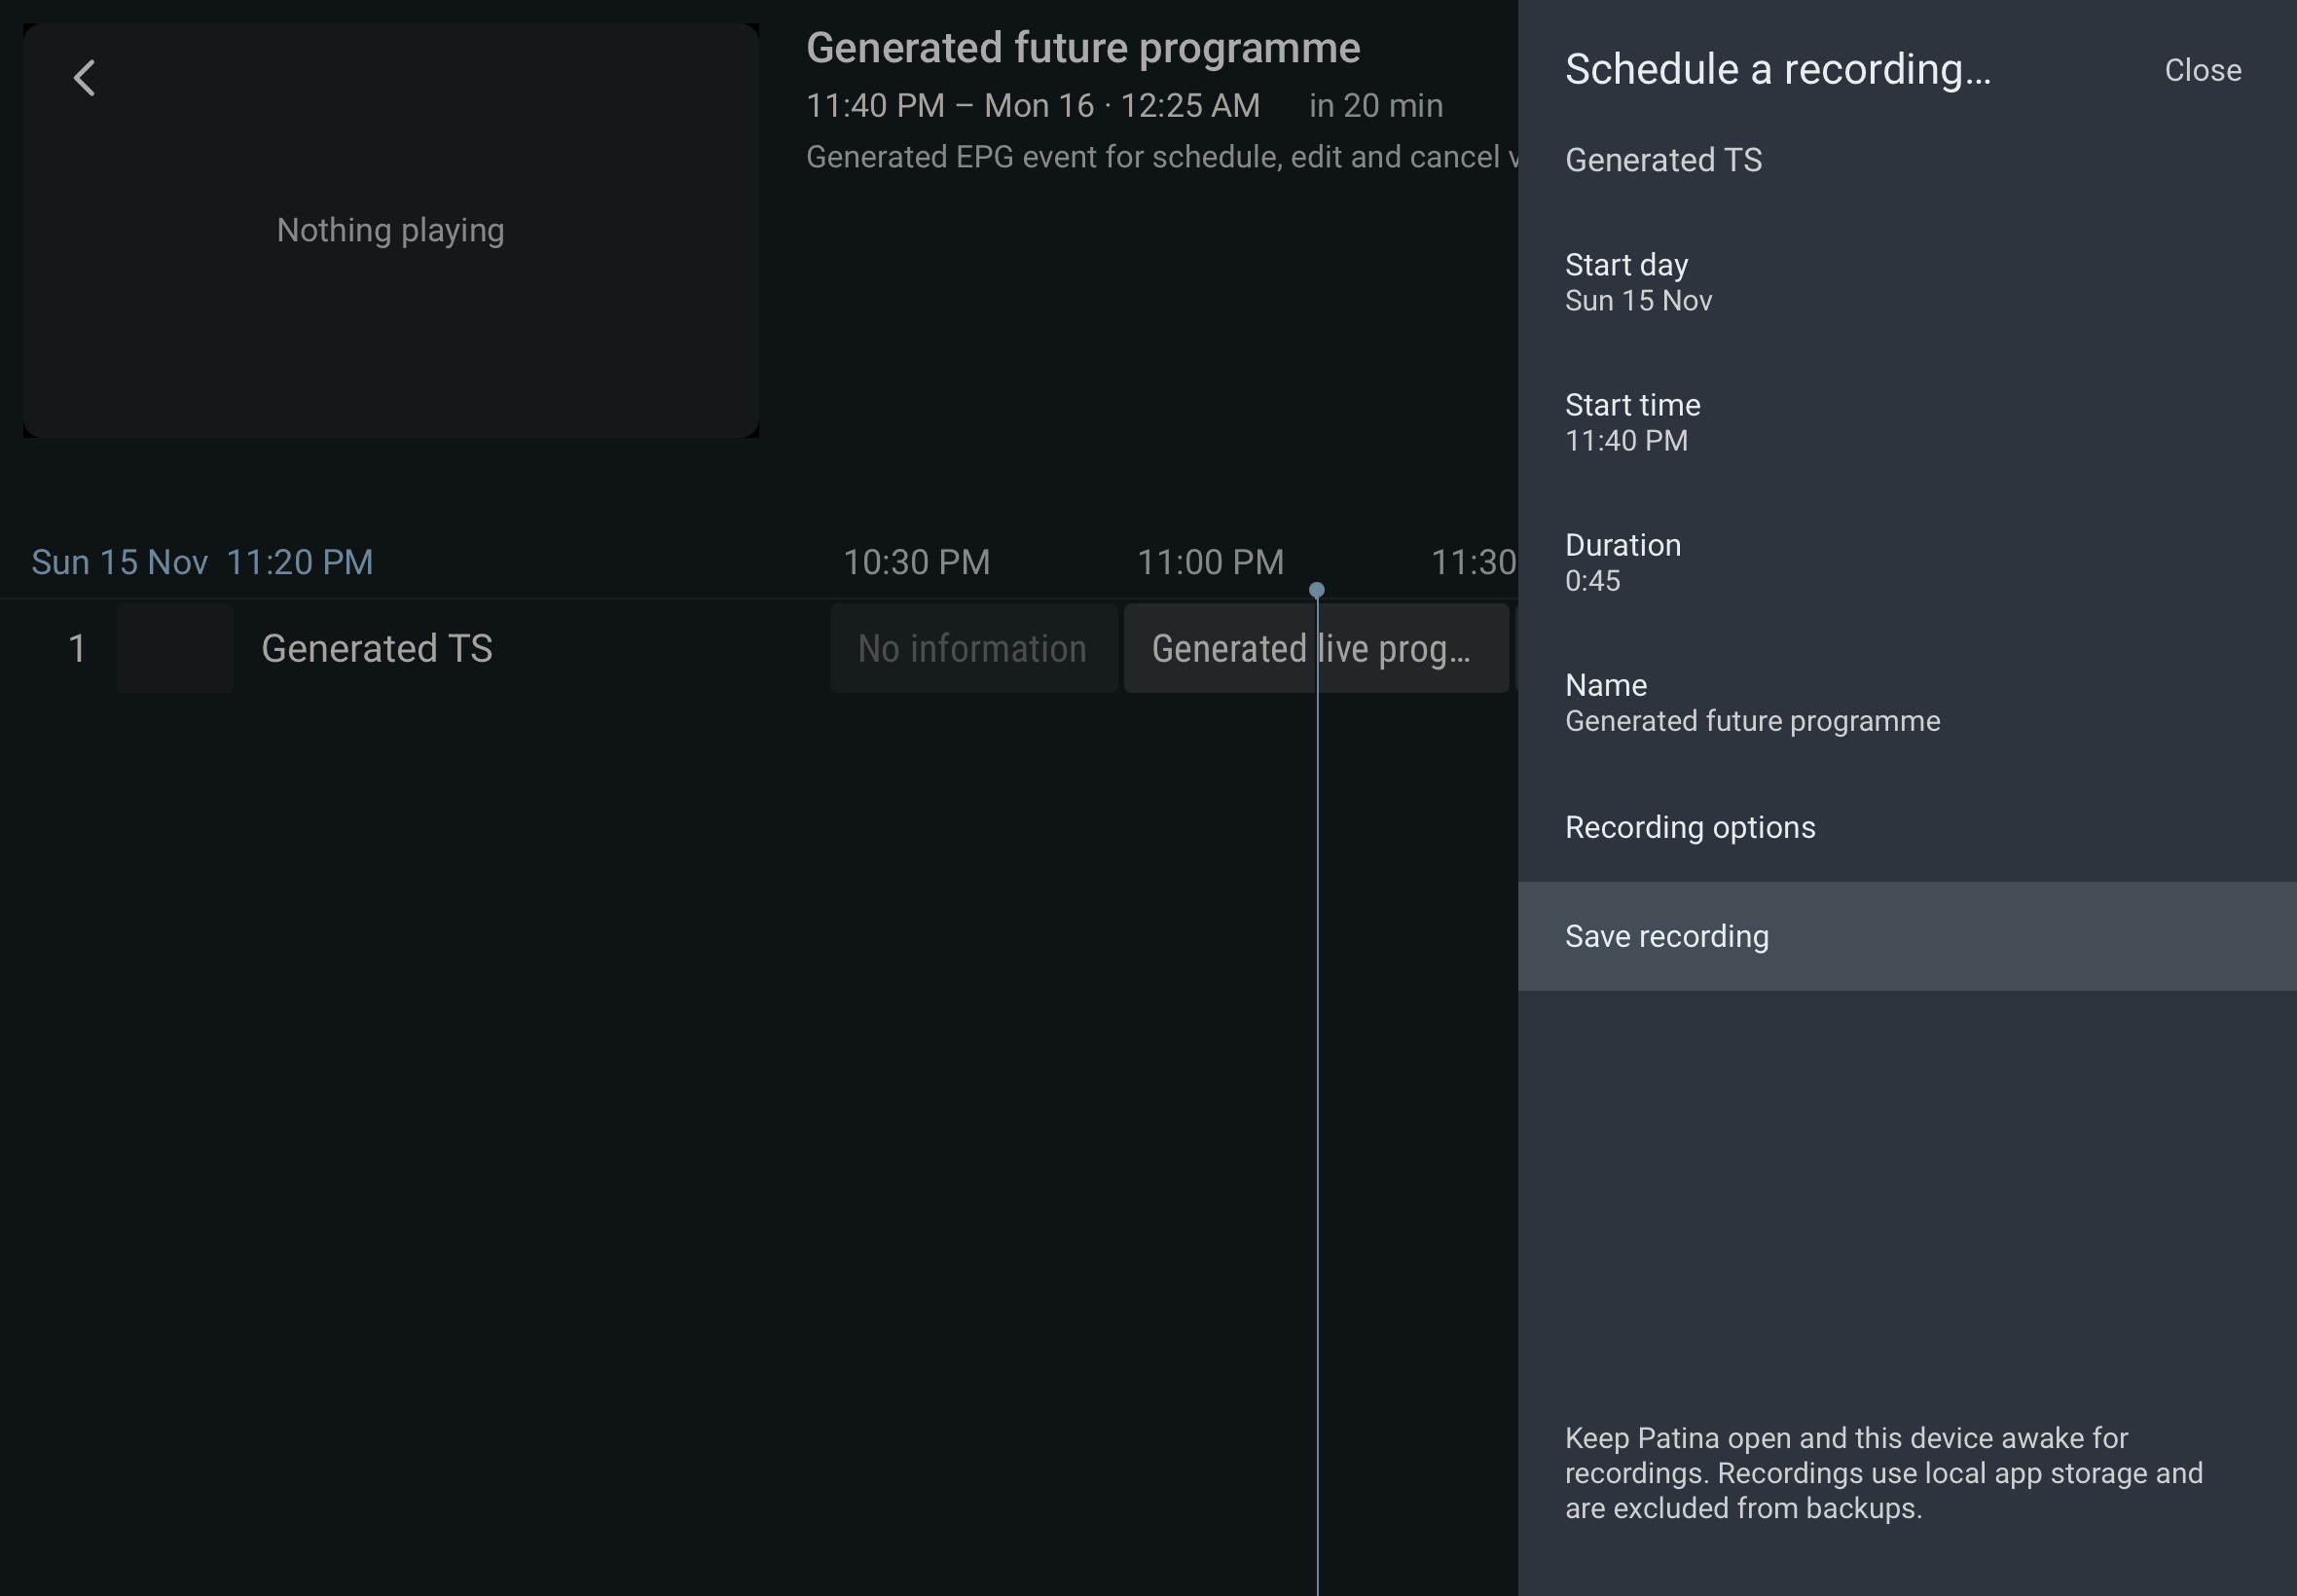 Generated future programme
11:40 PM – Mon 16 · 12:25 AM in 20 min
Generated EPG event for schedule, edit and cancel
Nothing playing
Sun 15 Nov 11:20 PM
10:30 PM 11:00 PM 11:30
1 Generated TS No information Generated live prog…
Schedule a recording… Close
Generated TS
Start day
Sun 15 Nov
Start time
11:40 PM
Duration
0:45
Name
Generated future programme
Recording options
Save recording
Keep Patina open and this device awake for
recordings. Recordings use local app storage and
are excluded from backups.